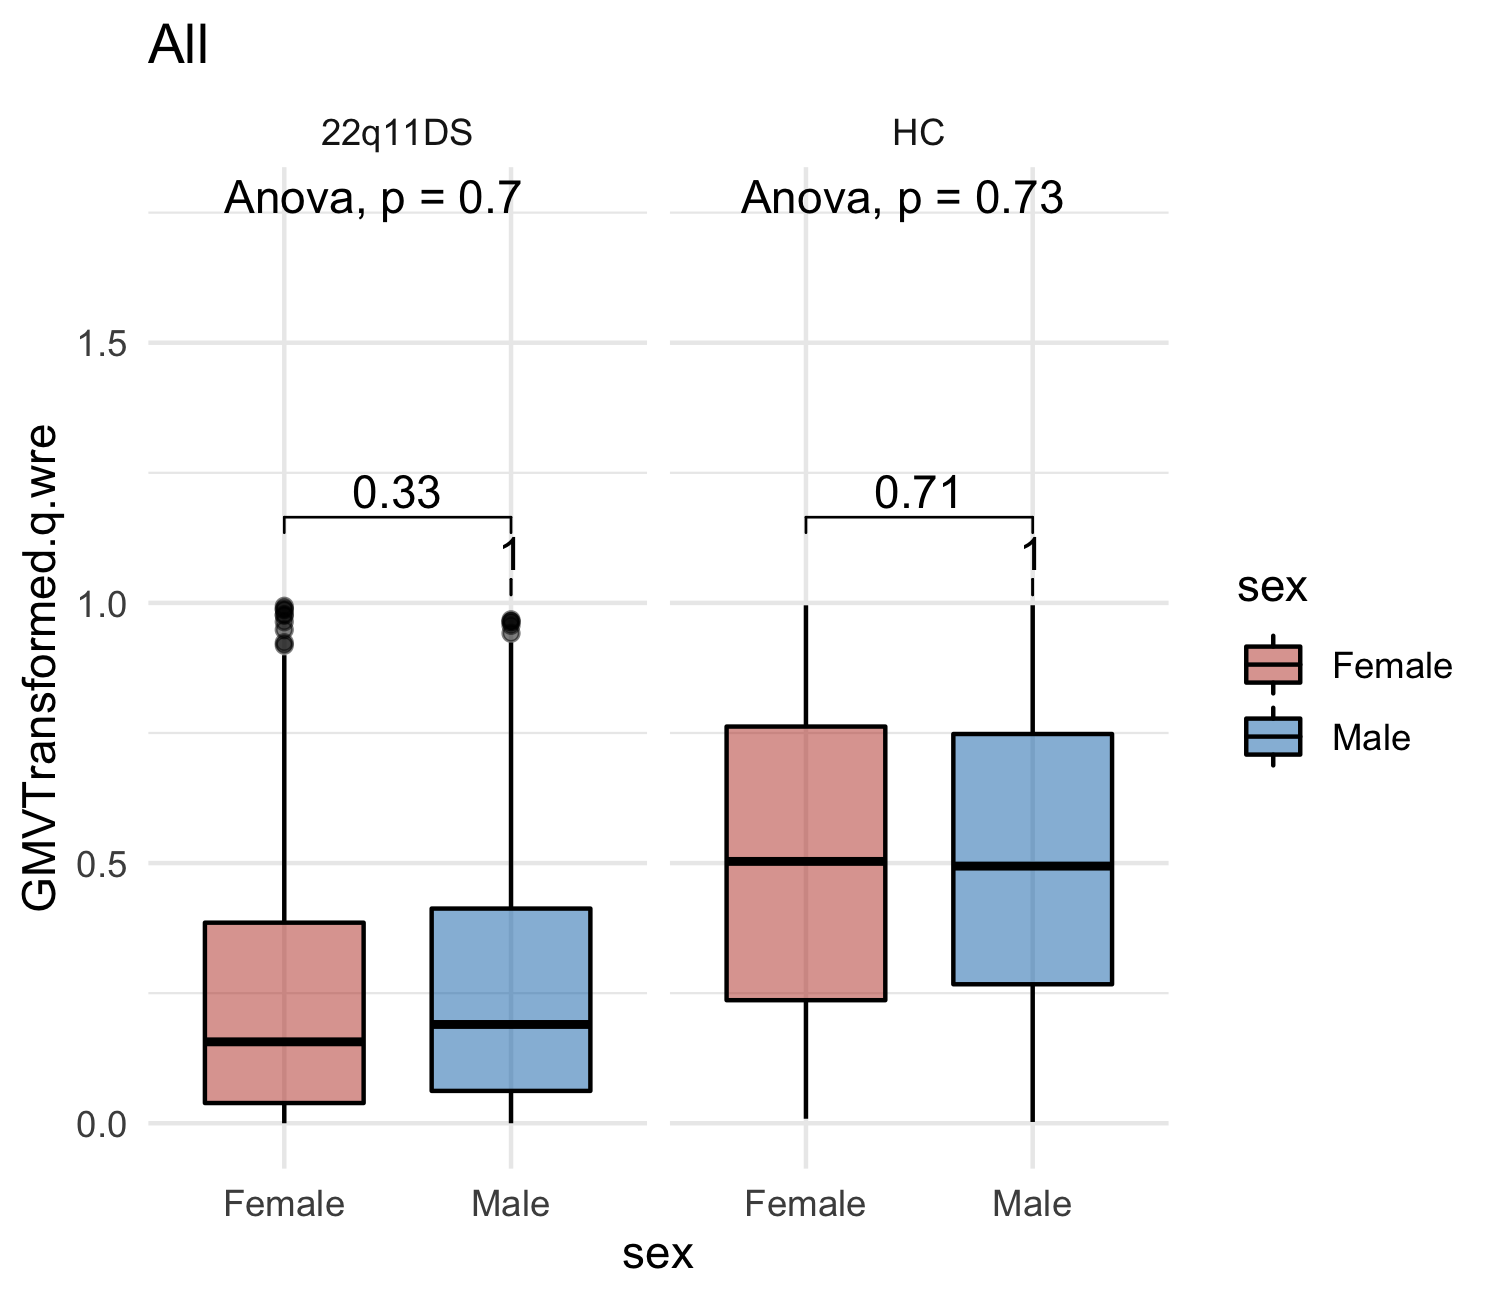 All
22q11DS
HC
Anova, p = 0.7
Anova, p = 0.73
1.5
0.33
0.71
1
1
1.0
0.5
0.0
GMVTransformed.q.wre
Female
Male
Female
Male
sex
sex
Female
Male